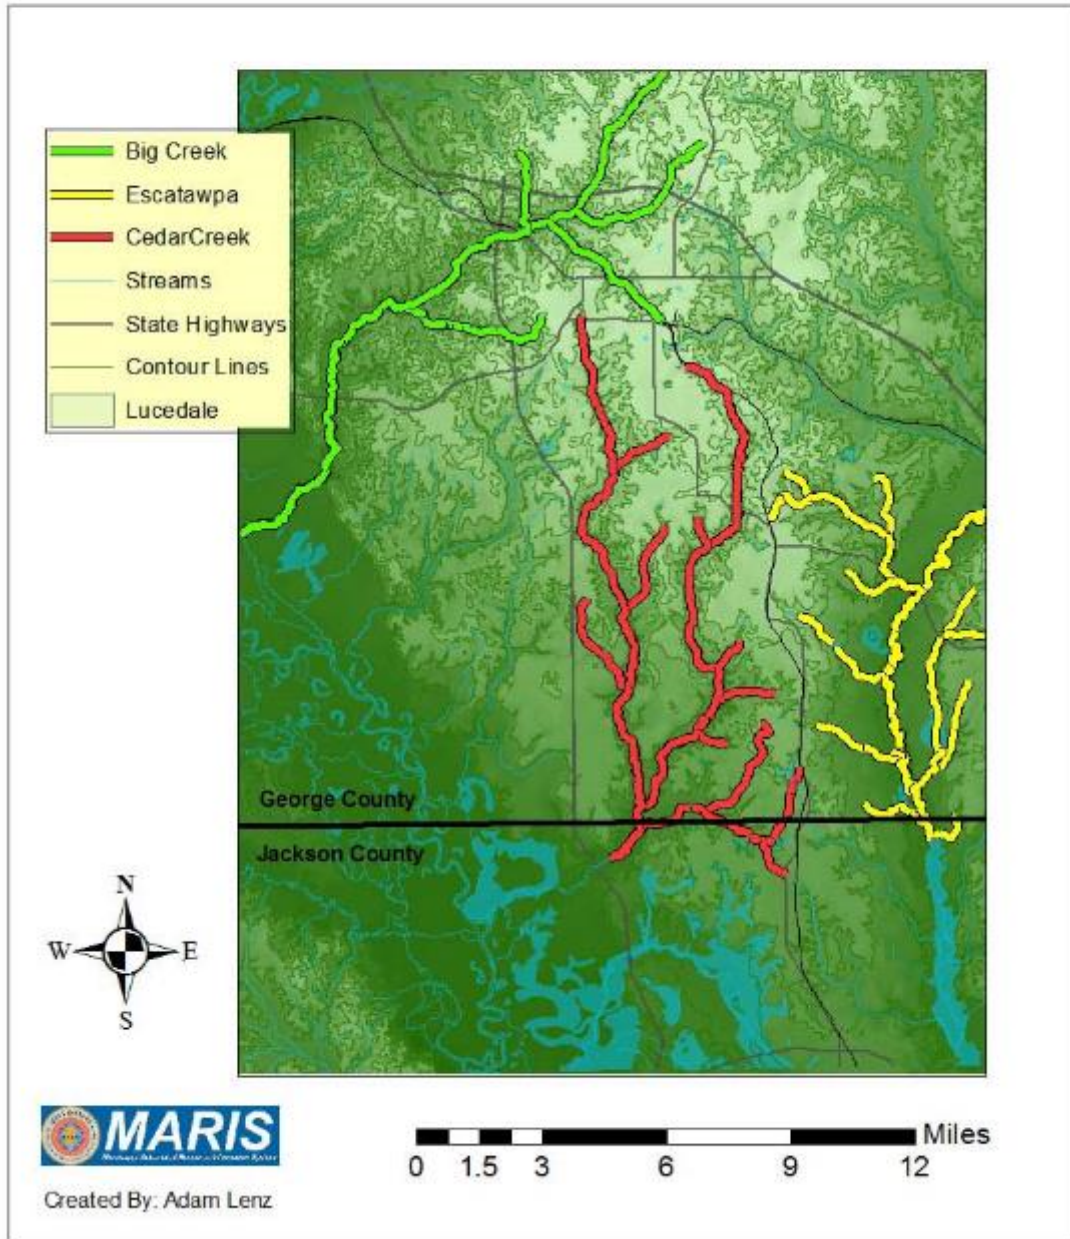 Big Creek
Escatawpa
CedarCreek
Streams
State Highways
Contour Lines
Lucedale
George County
Jackson County
N
W E
S
MARIS
Created By: Adam Lenz
Miles
0 1.5 3 6 9 12